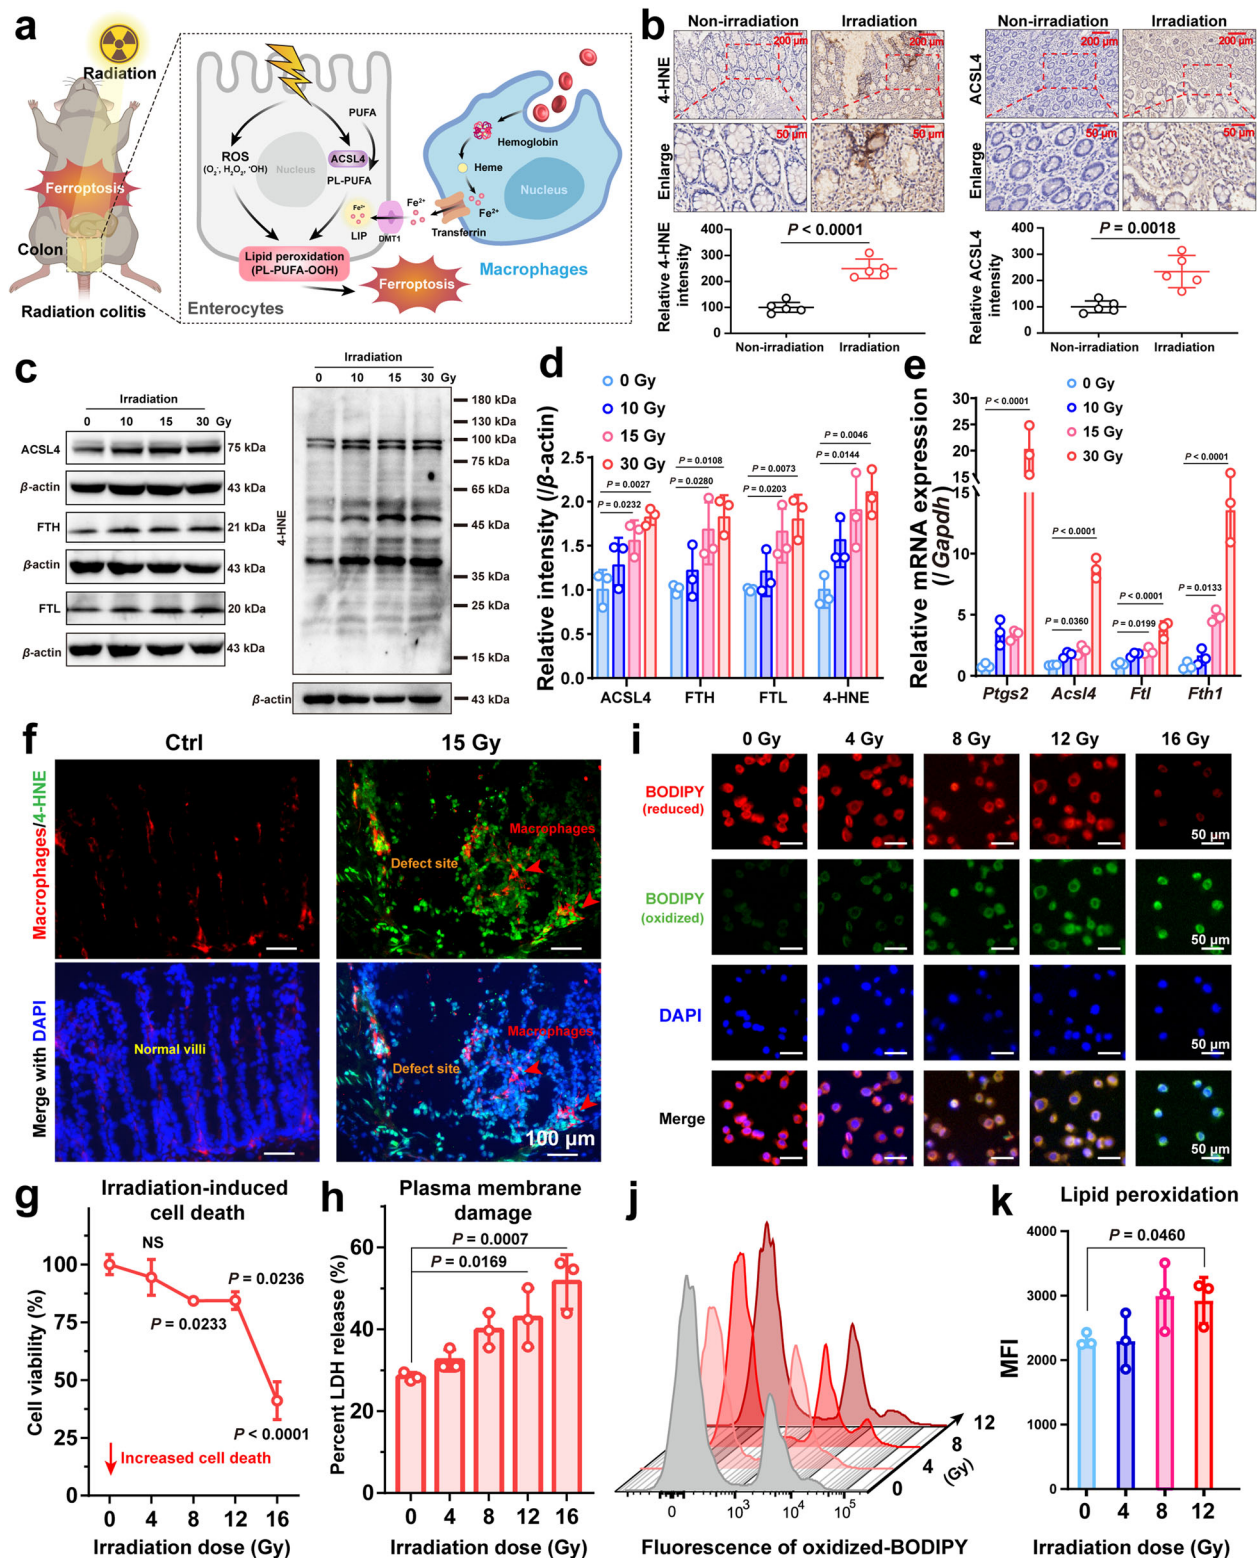 a
Radiation
Ferroptosis
Colon
Radiation colitis
ROS
(O₂⁻, H₂O₂, ·OH)
Nucleus
PUFA
ACSL4
PL-PUFA
Fe²⁺
LIP
DMT1
Fe²⁺
Transferrin
Lipid peroxidation
(PL-PUFA-OOH)
Ferroptosis
Enterocytes
Hemoglobin
Heme
Fe²⁺
Nucleus
Macrophages
b
Non-irradiation
Irradiation
4-HNE
200 μm
200 μm
Enlarge
50 μm
50 μm
Relative 4-HNE
intensity
P < 0.0001
400
300
200
100
0
Non-irradiation
Irradiation
Non-irradiation
Irradiation
ACSL4
200 μm
200 μm
Enlarge
50 μm
50 μm
Relative ACSL4
intensity
P = 0.0018
400
300
200
100
0
Non-irradiation
Irradiation
c
Irradiation
0 10 15 30 Gy
ACSL4 75 kDa
β-actin 43 kDa
FTH 21 kDa
β-actin 43 kDa
FTL 20 kDa
β-actin 43 kDa
Irradiation
0 10 15 30 Gy
4-HNE
180 kDa
130 kDa
100 kDa
75 kDa
65 kDa
45 kDa
35 kDa
25 kDa
15 kDa
β-actin 43 kDa
d
0 Gy
10 Gy
15 Gy
30 Gy
Relative intensity (/β-actin)
2.5
2.0
1.5
1.0
0.5
0.0
P = 0.0027
P = 0.0232
P = 0.0108
P = 0.0280
P = 0.0073
P = 0.0203
P = 0.0046
P = 0.0144
ACSL4 FTH FTL 4-HNE
e
0 Gy
10 Gy
15 Gy
30 Gy
Relative mRNA expression
(/Gapdh)
30
25
20
15
15
10
5
0
P < 0.0001
P < 0.0001
P = 0.0360
P < 0.0001
P = 0.0199
P < 0.0001
P = 0.0133
Ptgs2 Acsl4 Ftl Fth1
f
Ctrl
15 Gy
Macrophages/4-HNE
Macrophages
Defect site
Merge with DAPI
Normal villi
Macrophages
Defect site
100 μm
i
0 Gy 4 Gy 8 Gy 12 Gy 16 Gy
BODIPY
(reduced)
50 μm
BODIPY
(oxidized)
50 μm
DAPI
50 μm
Merge
50 μm
g
Irradiation-induced
cell death
Cell viability (%)
100
75
50
25
0
NS
P = 0.0233
P = 0.0236
P < 0.0001
Increased cell death
0 4 8 12 16
Irradiation dose (Gy)
h
Plasma membrane
damage
Percent LDH release (%)
60
40
20
0
P = 0.0007
P = 0.0169
0 4 8 12 16
Irradiation dose (Gy)
j
12
8
4
0
(Gy)
0 10³ 10⁴ 10⁵
Fluorescence of oxidized-BODIPY
k
Lipid peroxidation
MFI
4000
3000
2000
1000
0
P = 0.0460
0 4 8 12
Irradiation dose (Gy)